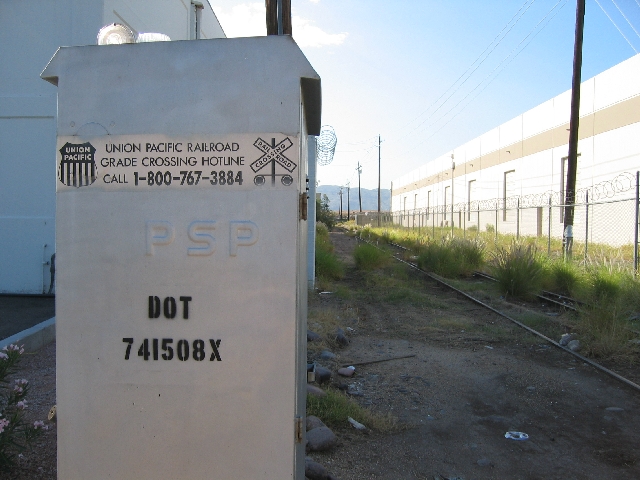 UNION PACIFIC
UNION PACIFIC RAILROAD
GRADE CROSSING HOTLINE
CALL 1-800-767-3884
RAILROAD CROSSING
PSP
DOT
741508X